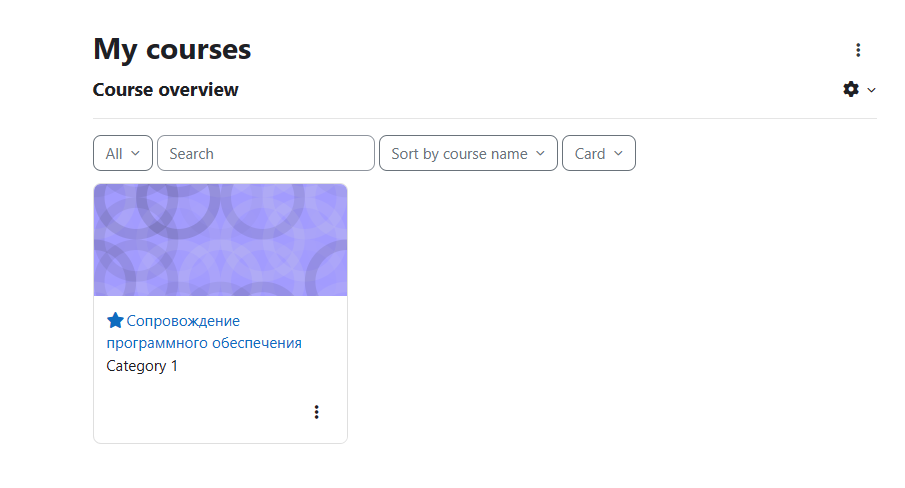 My courses
Course overview
All
Search
Sort by course name
Card
Сопровождение
программного обеспечения
Category 1